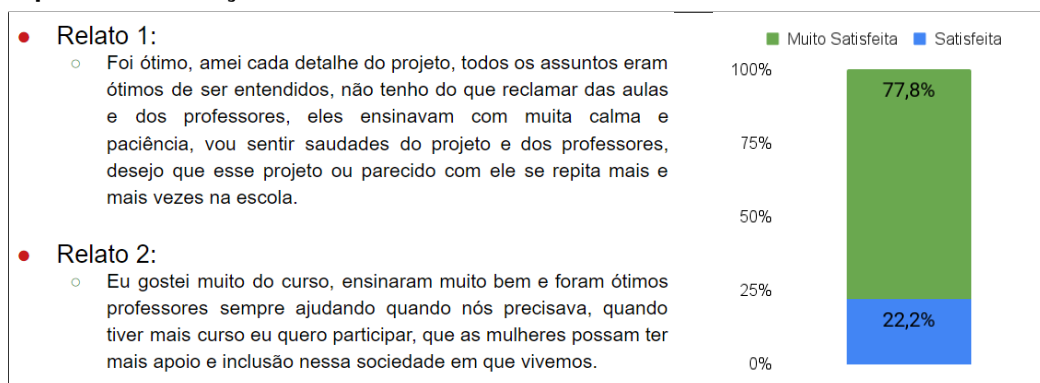 Relato 1:
Foi ótimo, amei cada detalhe do projeto, todos os assuntos eram
ótimos de ser entendidos, não tenho do que reclamar das aulas
e dos professores, eles ensinavam com muita calma e
paciência, vou sentir saudades do projeto e dos professores,
desejo que esse projeto ou parecido com ele se repita mais e
mais vezes na escola.
Relato 2:
Eu gostei muito do curso, ensinaram muito bem e foram ótimos
professores sempre ajudando quando nós precisava, quando
tiver mais curso eu quero participar, que as mulheres possam ter
mais apoio e inclusão nessa sociedade em que vivemos.
Muito Satisfeita Satisfeita
100%
77,8%
75%
50%
25%
22,2%
0%